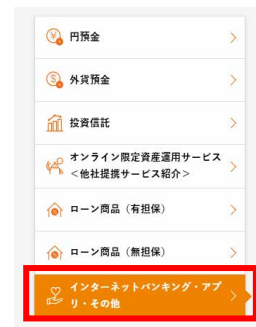 円預金
外貨預金
投資信託
オンライン限定資産運用サービス
<他社提携サービス紹介>
ローン商品（有担保）
ローン商品（無担保）
インターネットバンキング・アプ
リ・その他